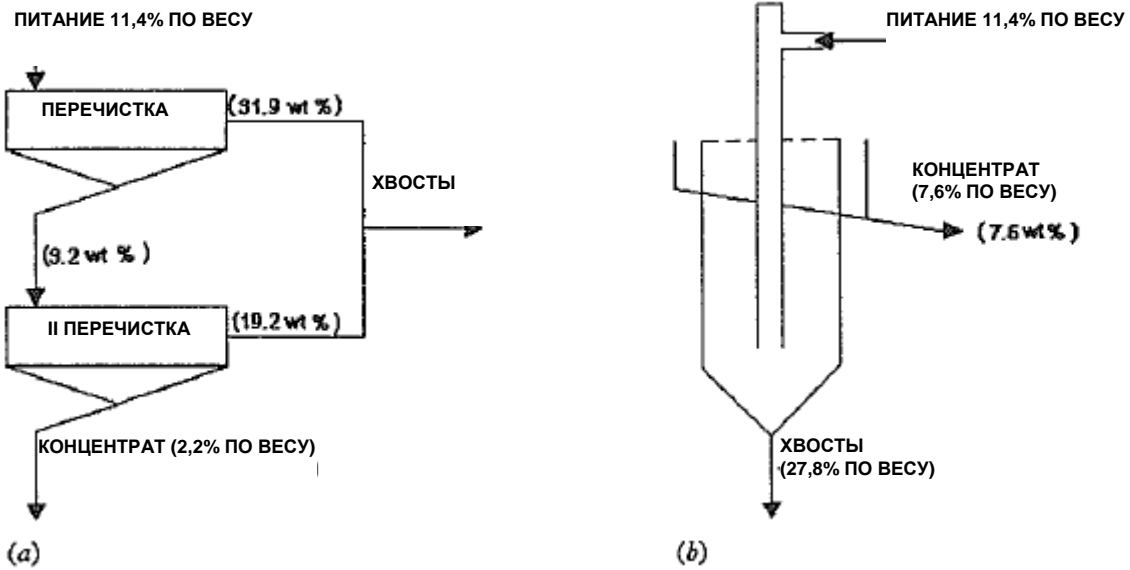 ПИТАНИЕ 11,4% ПО ВЕСУ
ПЕРЕЧИСТКА
(31.9 wt %)
ХВОСТЫ
(9.2 wt %)
II ПЕРЕЧИСТКА
(19.2 wt %)
КОНЦЕНТРАТ (2,2% ПО ВЕСУ)
(a)
ПИТАНИЕ 11,4% ПО ВЕСУ
КОНЦЕНТРАТ
(7,6% ПО ВЕСУ)
(7.6 wt %)
ХВОСТЫ
(27,8% ПО ВЕСУ)
(b)